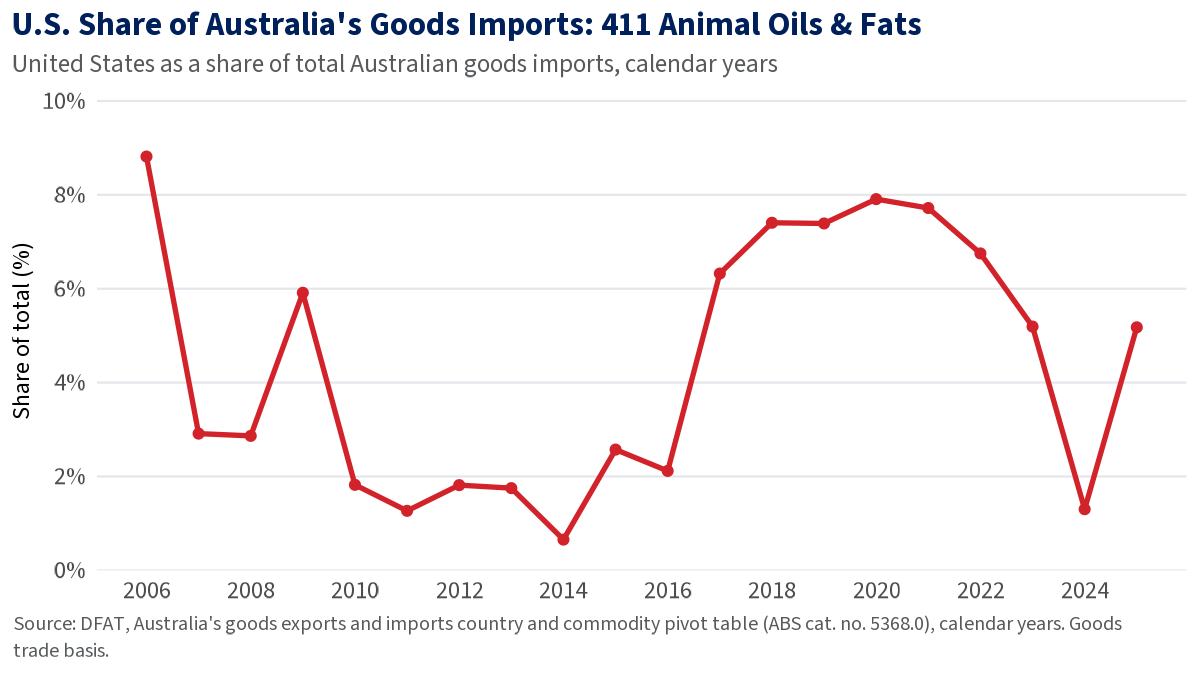 U.S. Share of Australia's Goods Imports: 411 Animal Oils & Fats
United States as a share of total Australian goods imports, calendar years
Share of total (%)
10%
8%
6%
4%
2%
0%
2006 2008 2010 2012 2014 2016 2018 2020 2022 2024
Source: DFAT, Australia's goods exports and imports country and commodity pivot table (ABS cat. no. 5368.0), calendar years. Goods
trade basis.